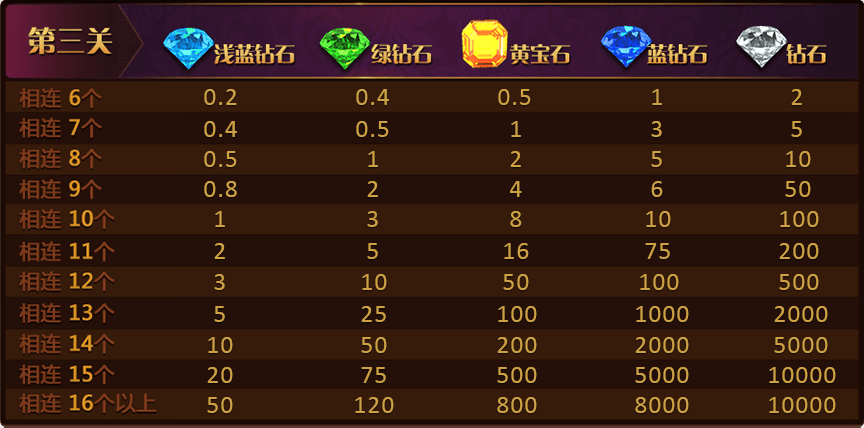 第三关 浅蓝钻石 绿钻石 黄宝石 蓝钻石 钻石
相连 6个 0.2 0.4 0.5 1 2
相连 7个 0.4 0.5 1 3 5
相连 8个 0.5 1 2 5 10
相连 9个 0.8 2 4 6 50
相连 10个 1 3 8 10 100
相连 11个 2 5 16 75 200
相连 12个 3 10 50 100 500
相连 13个 5 25 100 1000 2000
相连 14个 10 50 200 2000 5000
相连 15个 20 75 500 5000 10000
相连 16个以上 50 120 800 8000 10000